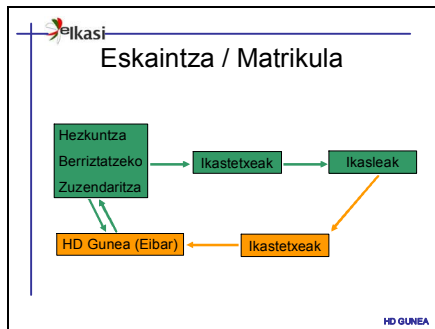 elkasi
Eskaintza / Matrikula
Hezkuntza
Berriztatzeko
Zuzendaritza
Ikastetxeak
Ikasleak
HD Gunea (Eibar)
Ikastetxeak
HD GUNEA